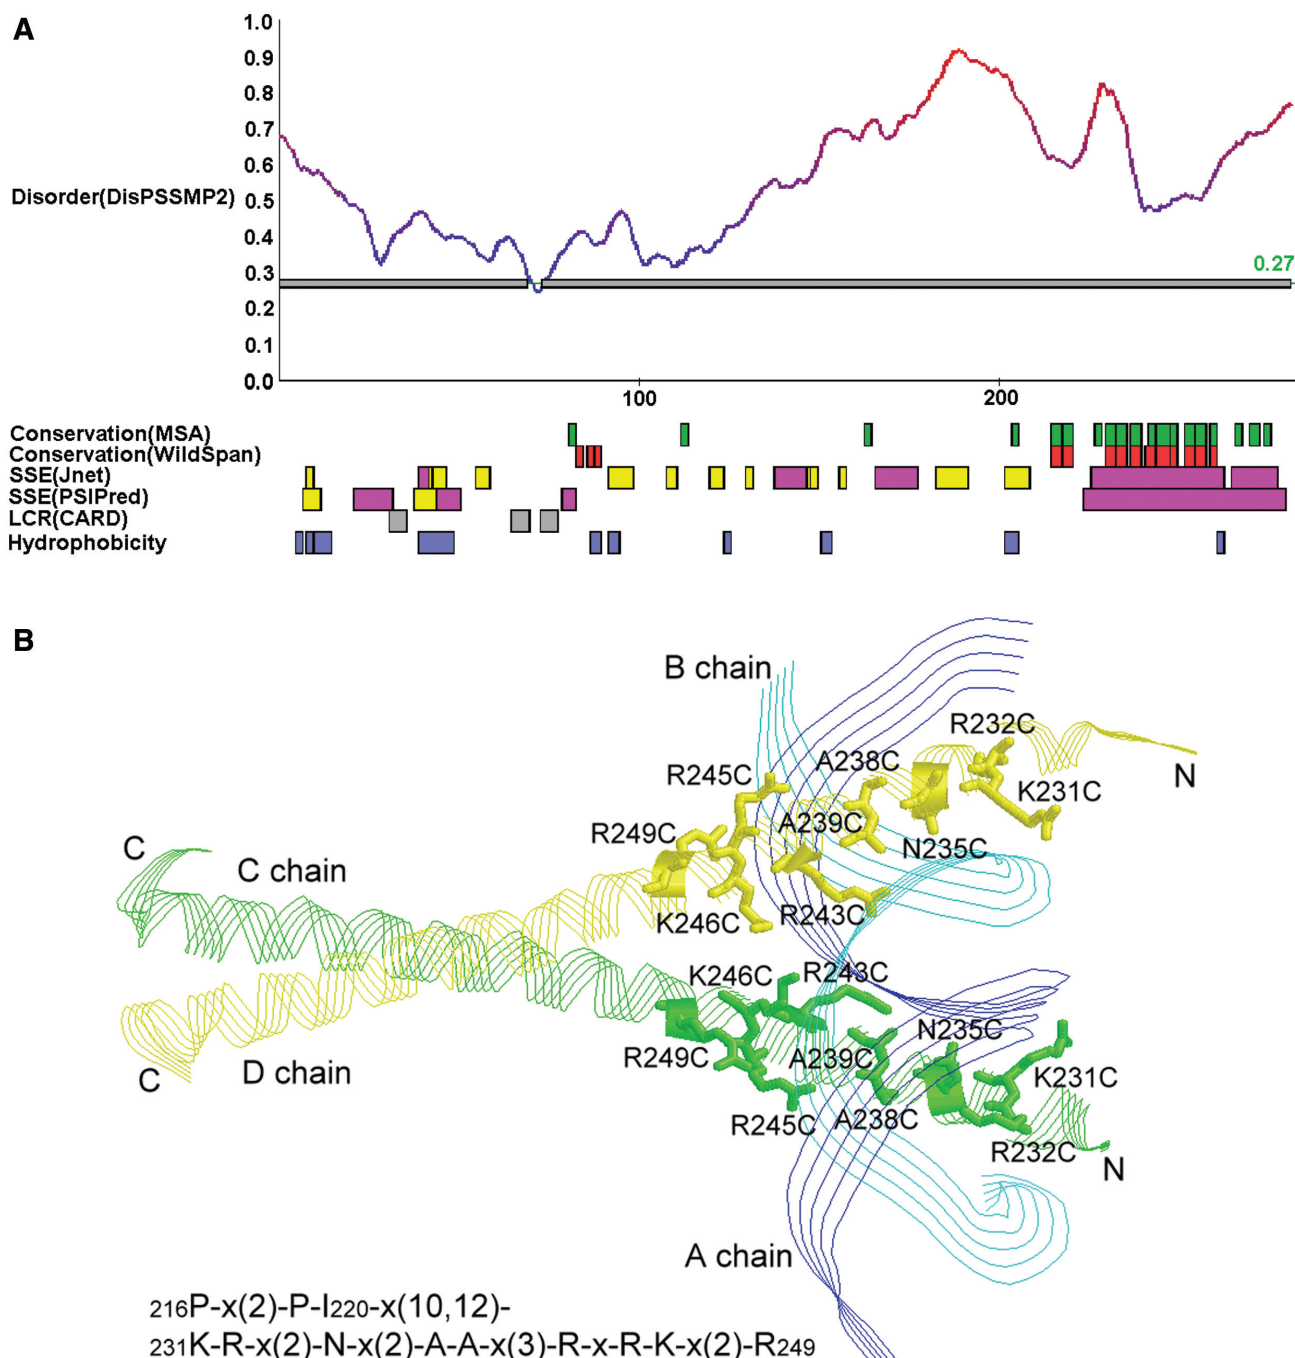 A
1.0
0.9
0.8
0.7
0.6
Disorder(DisPSSMP2)
0.5
0.4
0.3
0.27
0.2
0.1
0.0
100
200
Conservation(MSA)
Conservation(WildSpan)
SSE(Jnet)
SSE(PSIPred)
LCR(CARD)
Hydrophobicity
B
B chain
R232C
A238C
R245C
N
K231C
A239C
R249C
N235C
C
C chain
K246C
R243C
K246C
R243C
N235C
R249C
A239C
K231C
C
D chain
R245C
A238C
R232C
N
A chain
216P-x(2)-P-I220-x(10,12)-
231K-R-x(2)-N-x(2)-A-A-x(3)-R-x-R-K-x(2)-R249